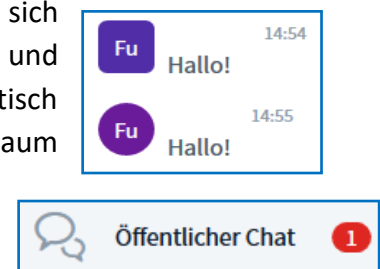 sich
und
tisch
aum
Fu
14:54
Hallo!
Fu
14:55
Hallo!
Öffentlicher Chat
1